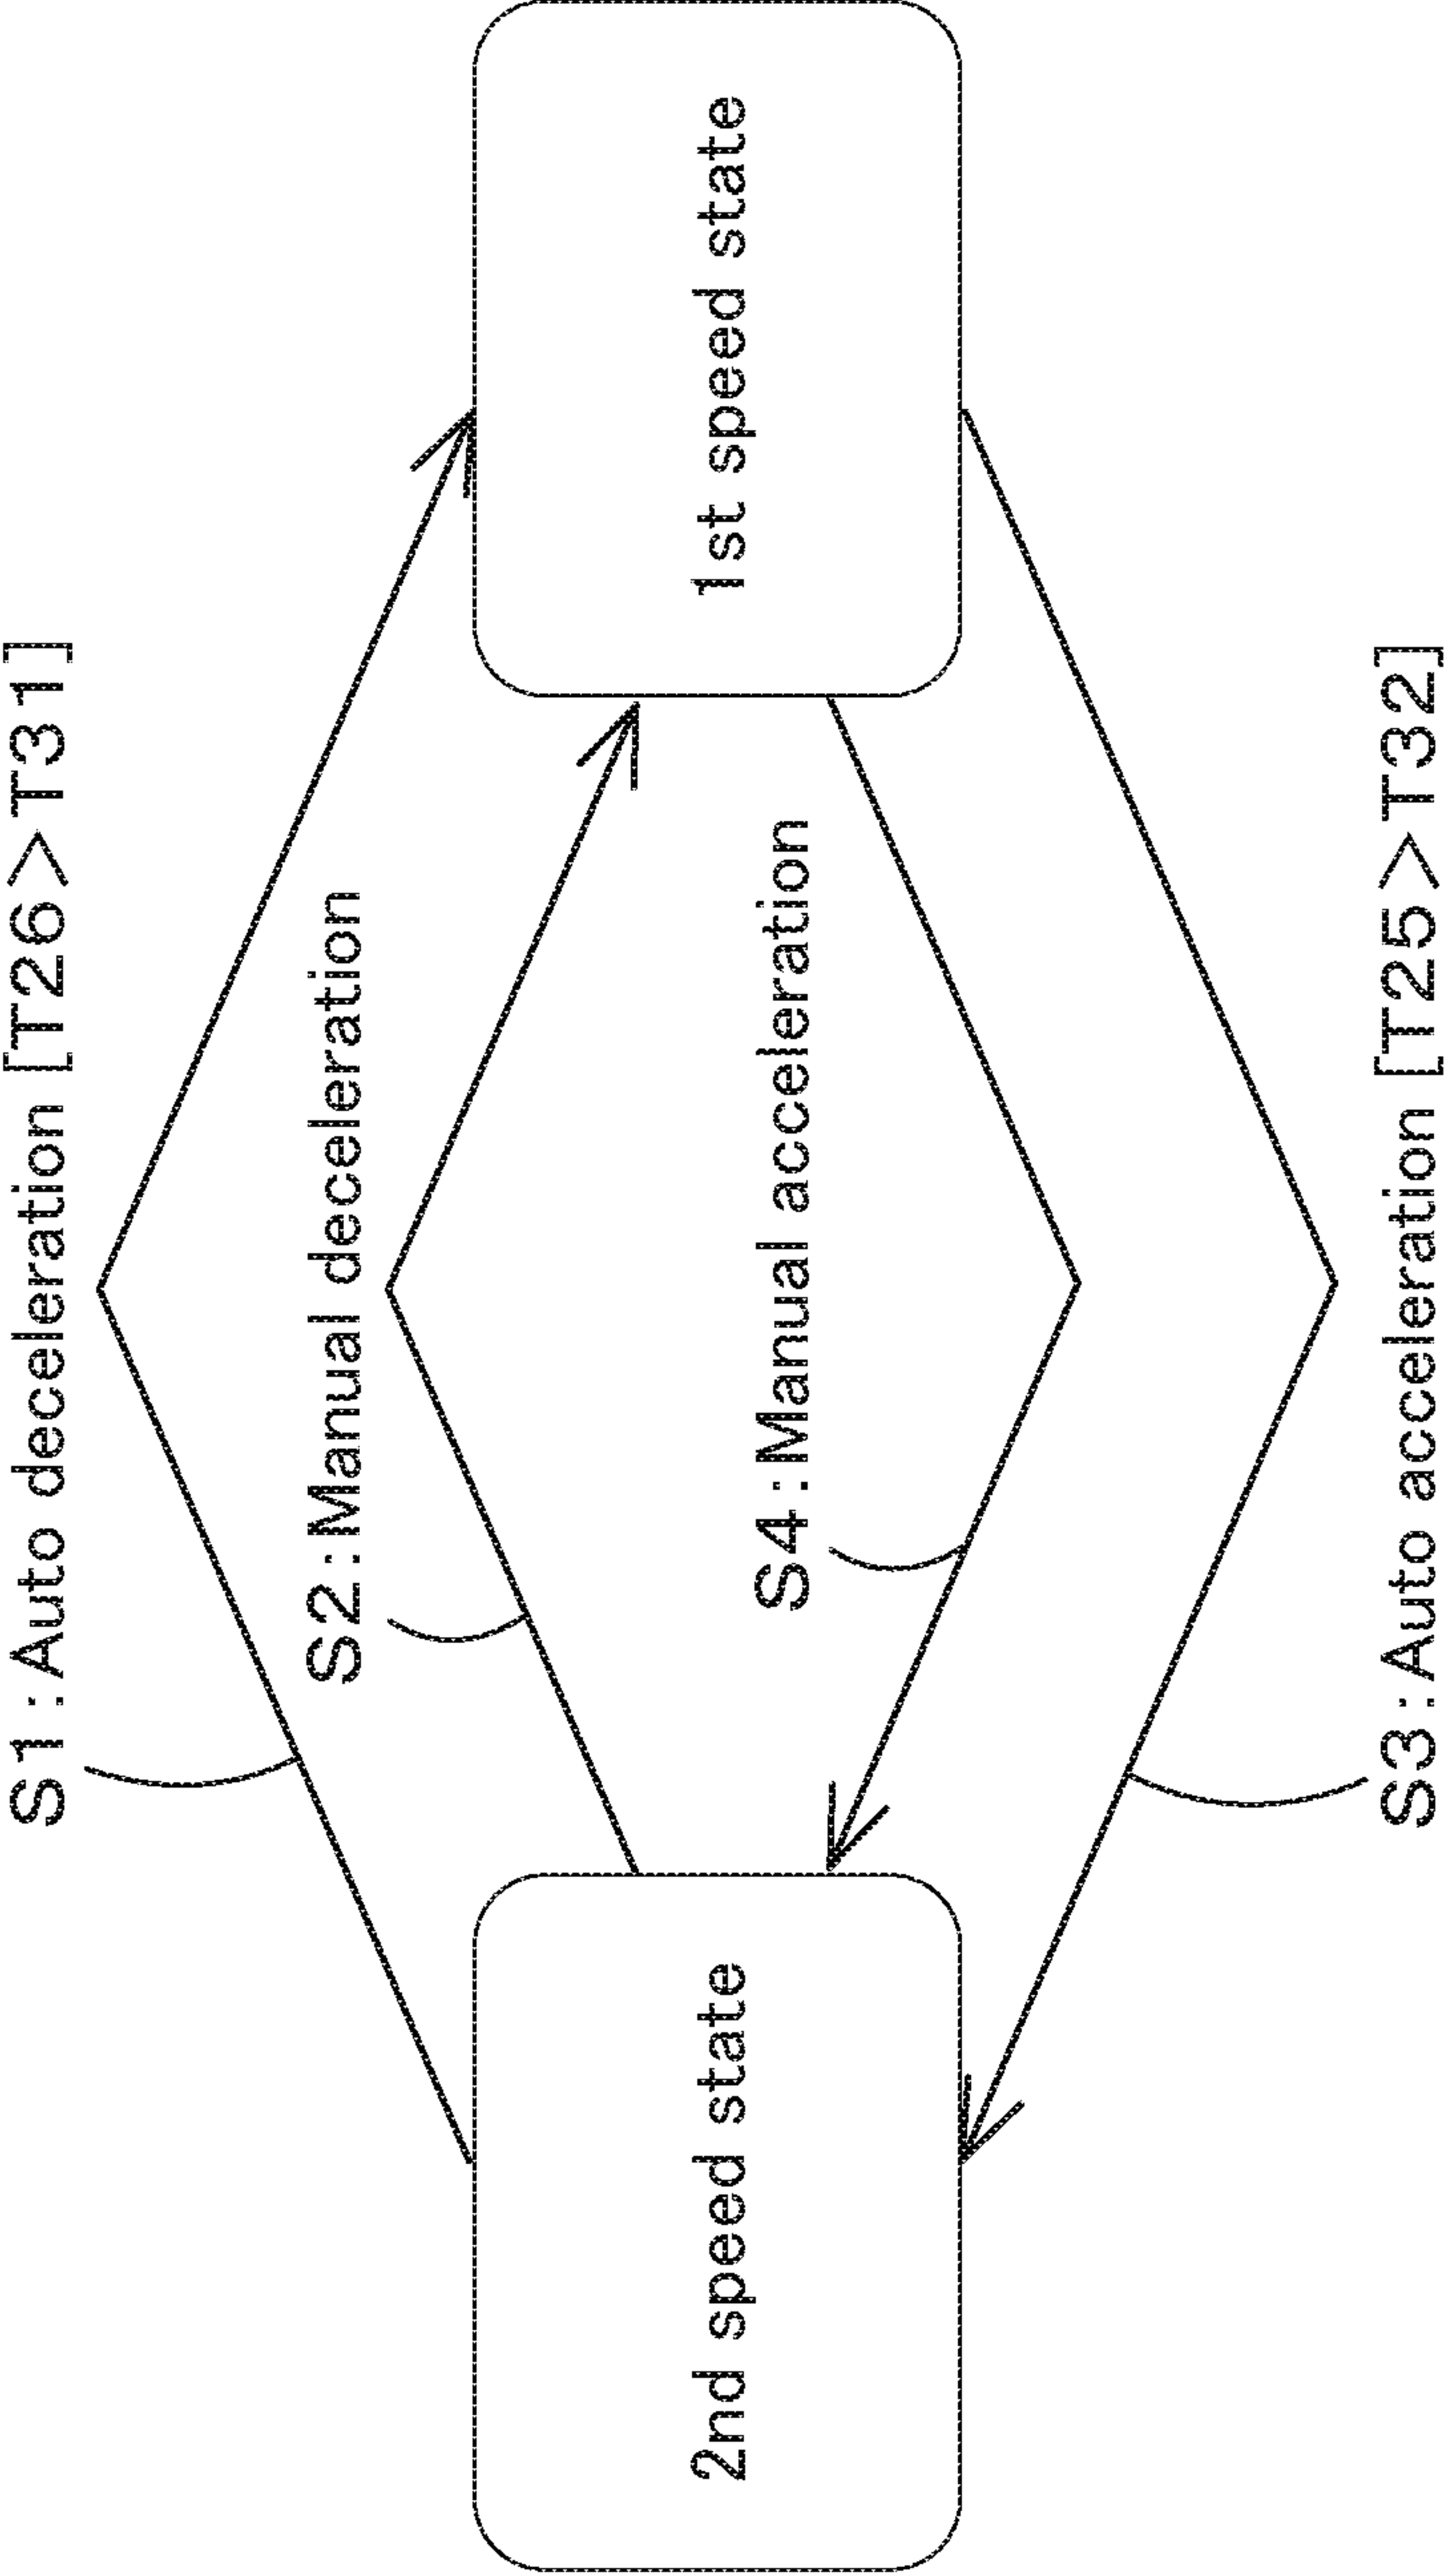 S1:Auto deceleration [T26>T31]
S2:Manual deceleration
2nd speed state
1st speed state
S4:Manual acceleration
S3:Auto acceleration [T25>T32]